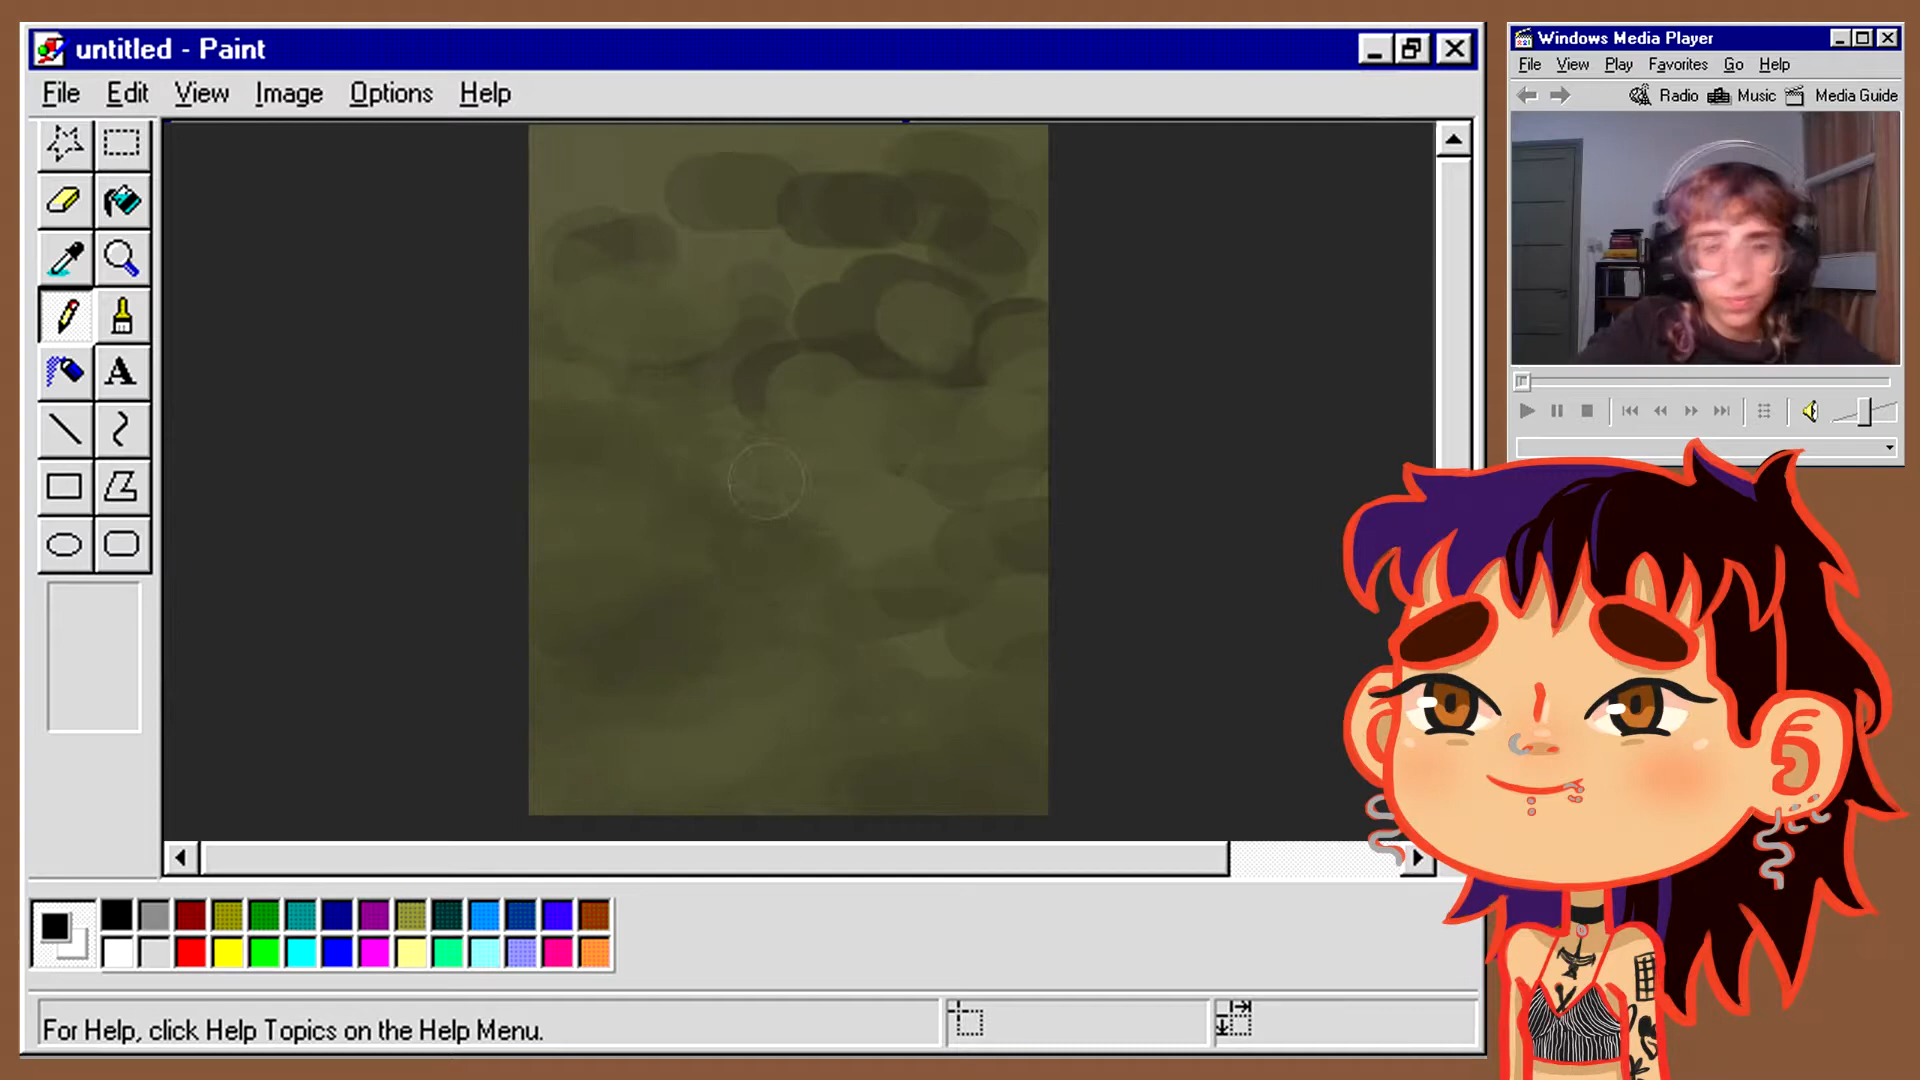 untitled - Paint
File Edit View Image Options Help
For Help, click Help Topics on the Help Menu.
Windows Media Player
File View Play Favorites Go Help
Radio Music Media Guide